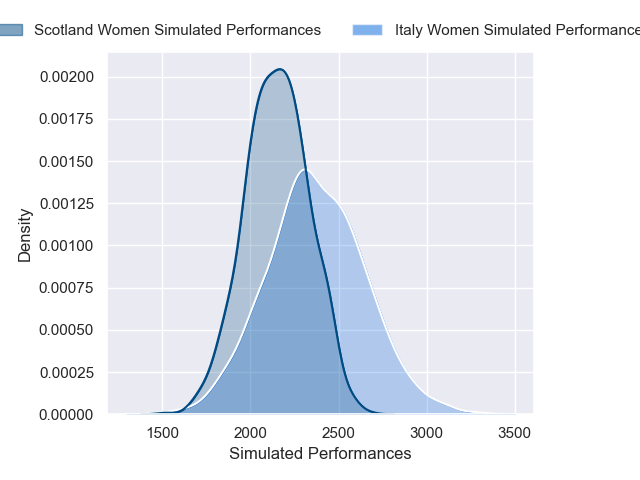 Scotland Women Simulated Performances Italy Women Simulated Performance
0.00200
0.00175
0.00150
0.00125
0.00100
0.00075
0.00050
0.00025
0.00000
Density
1500 2000 2500 3000 3500
Simulated Performances